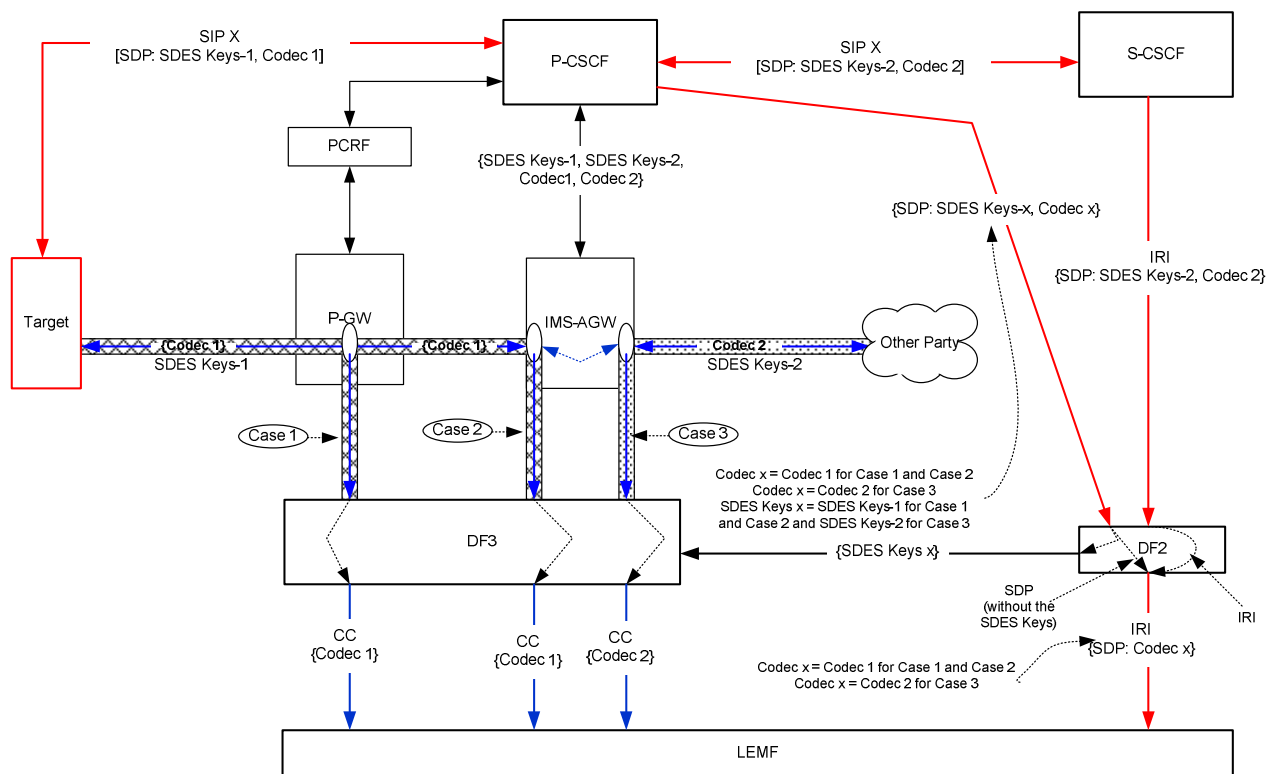 SIP X
[SDP: SDES Keys-1, Codec 1]
P-CSCF
SIP X
[SDP: SDES Keys-2, Codec 2]
S-CSCF
PCRF
{SDES Keys-1, SDES Keys-2,
Codec1, Codec 2}
{SDP: SDES Keys-x, Codec x}
IRI
{SDP: SDES Keys-2, Codec 2}
Target
P-GW
IMS-AGW
Other Party
{Codec 1}
{Codec 1}
Codec 2
SDES Keys-1
SDES Keys-2
Case 1
Case 2
Case 3
Codec x = Codec 1 for Case 1 and Case 2
Codec x = Codec 2 for Case 3
SDES Keys x = SDES Keys-1 for Case 1
and Case 2 and SDES Keys-2 for Case 3
DF3
{SDES Keys x}
DF2
SDP
(without the
SDES Keys)
IRI
IRI
{SDP: Codec x}
CC
{Codec 1}
CC
{Codec 1}
CC
{Codec 2}
Codec x = Codec 1 for Case 1 and Case 2
Codec x = Codec 2 for Case 3
LEMF